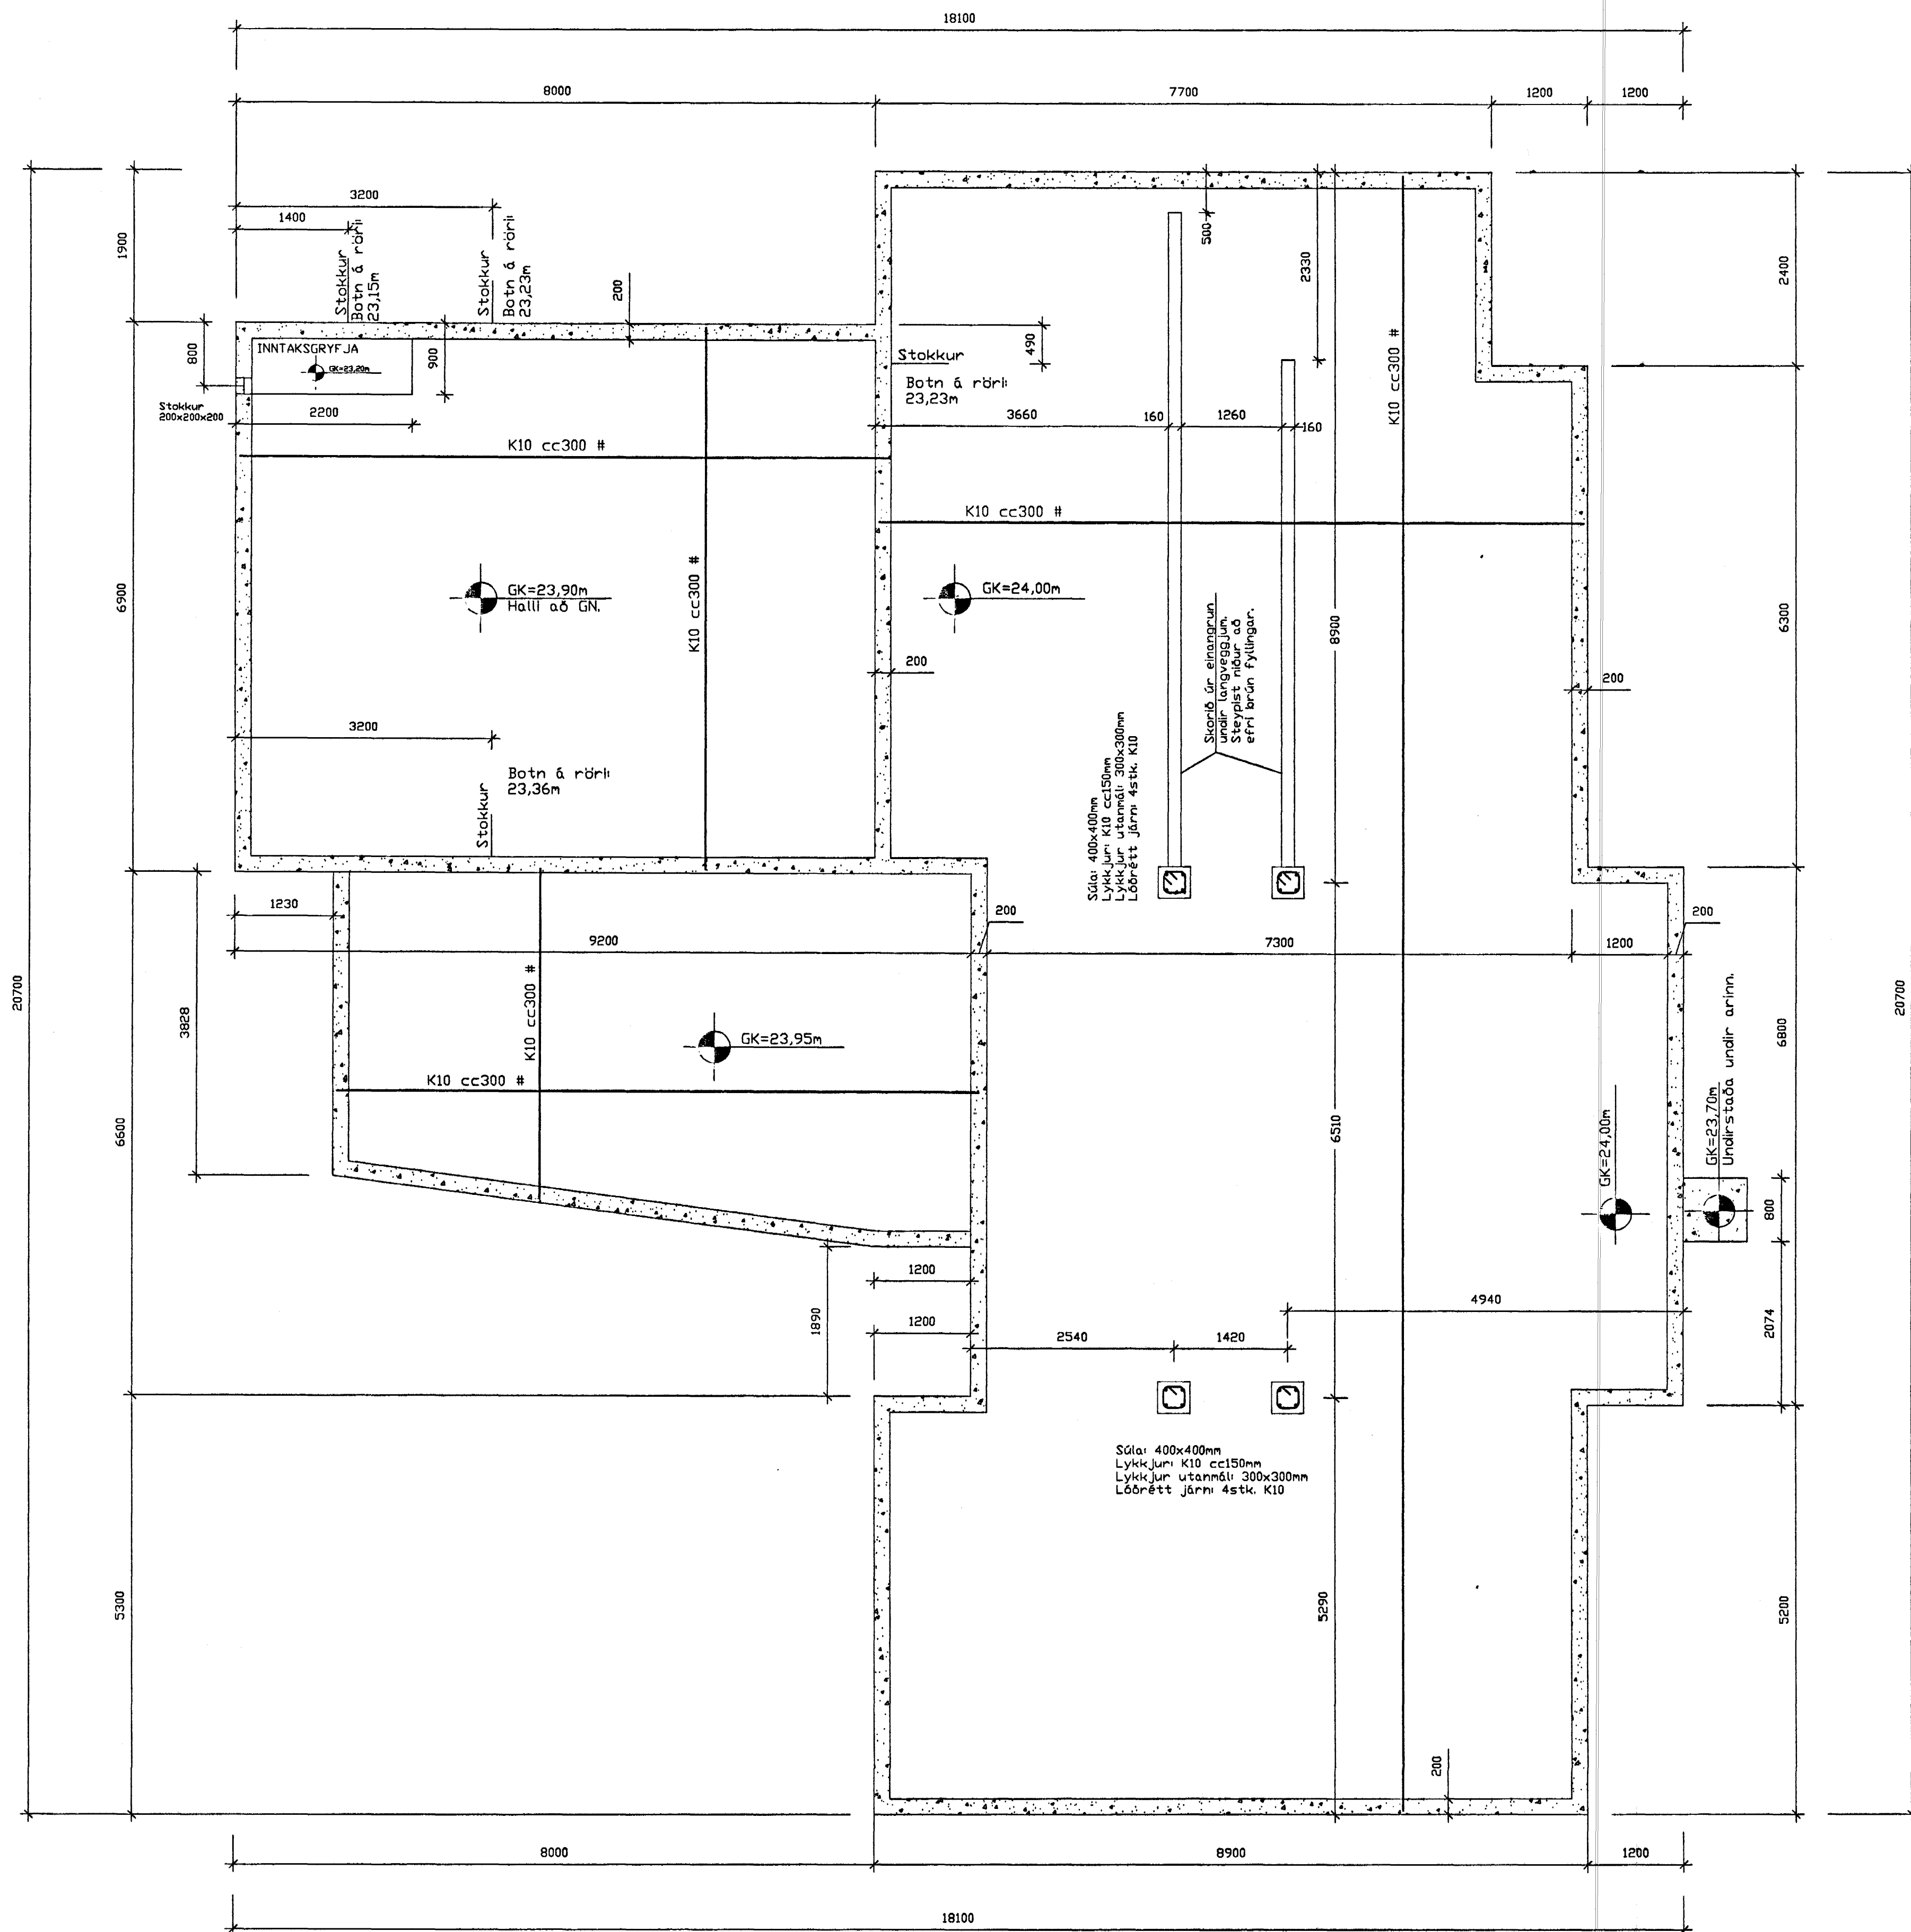 18100
8000
7700
1200
1200
3200
1400
Stokkur
Botn á röri:
23,15m
Stokkur
Botn á röri:
23,23m
200
1900
500
2330
2400
800
INNTAKSGRYFJA
GK=23,20m
900
490
Stokkur
Botn á röri:
23,23m
Stokkur
200x200x200
2200
3660
160
1260
160
K10 cc300 #
K10 cc300 #
K10 cc300 #
K10 cc300 #
6900
GK=23,90m
Halli að GN.
GK=24,00m
8900
6300
Skorið úr einangrun
undir langveggjum.
Steypist niður að
efri brún fyllingar.
200
200
3200
Botn á röri:
23,36m
Stokkur
Súla: 400x400mm
Lykkjur: K10 cc150mm
Lykkjur utanmál: 300x300mm
Lóðrétt járn: 4stk. K10
1230
200
200
9200
7300
1200
20700
20700
3828
K10 cc300 #
GK=23,95m
K10 cc300 #
6800
6600
6510
GK=24,00m
GK=23,70m
Undirstaða undir arinn.
800
1200
1890
1200
4940
2074
2540
1420
Súla: 400x400mm
Lykkjur: K10 cc150mm
Lykkjur utanmál: 300x300mm
Lóðrétt járn: 4stk. K10
5300
5290
5200
200
8000
8900
1200
18100